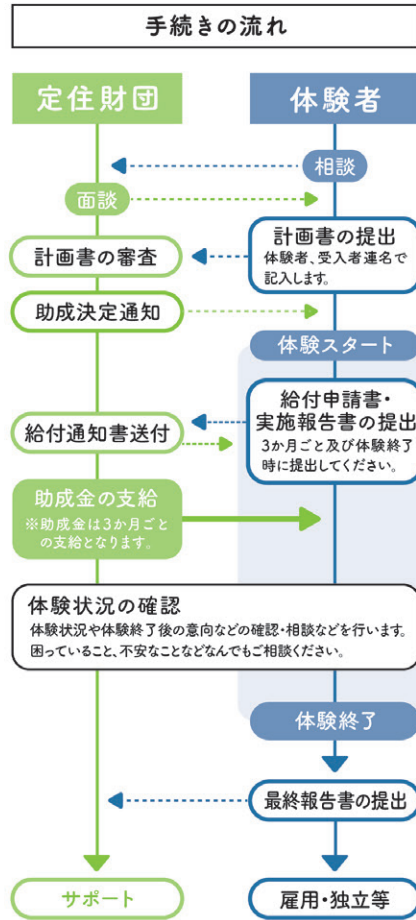 手続きの流れ
定住財団
体験者
相談
面談
計画書の提出
体験者、受入者連名で
記入します。
計画書の審査
助成決定通知
体験スタート
給付申請書・
実施報告書の提出
3か月ごと及び体験終了
時に提出してください。
給付通知書送付
助成金の支給
※助成金は3か月ごと
の支給となります。
体験状況の確認
体験状況や体験終了後の意向などの確認・相談などを行います。
困っていること、不安なことなどなんでもご相談ください。
体験終了
最終報告書の提出
サポート
雇用・独立等